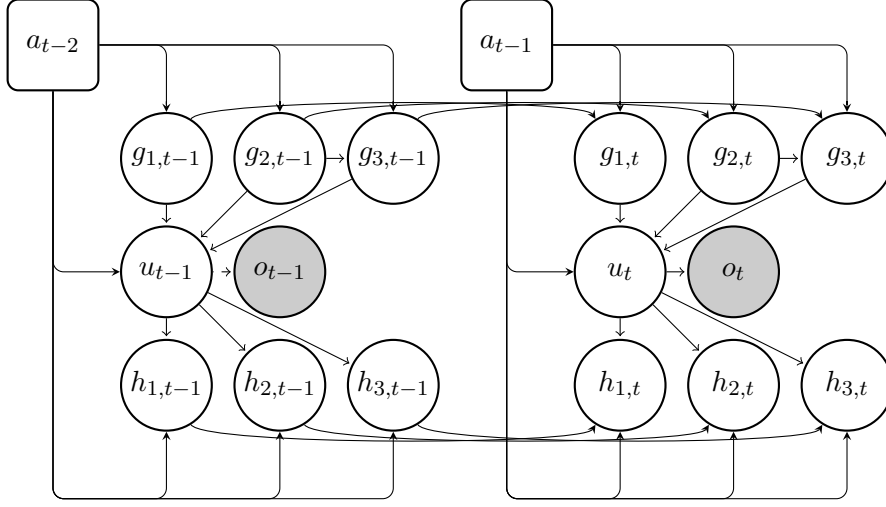 a_{t−2} a_{t−1}
g_{1,t−1} g_{2,t−1} g_{3,t−1} g_{1,t} g_{2,t} g_{3,t}
u_{t−1} o_{t−1} u_t o_t
h_{1,t−1} h_{2,t−1} h_{3,t−1} h_{1,t} h_{2,t} h_{3,t}